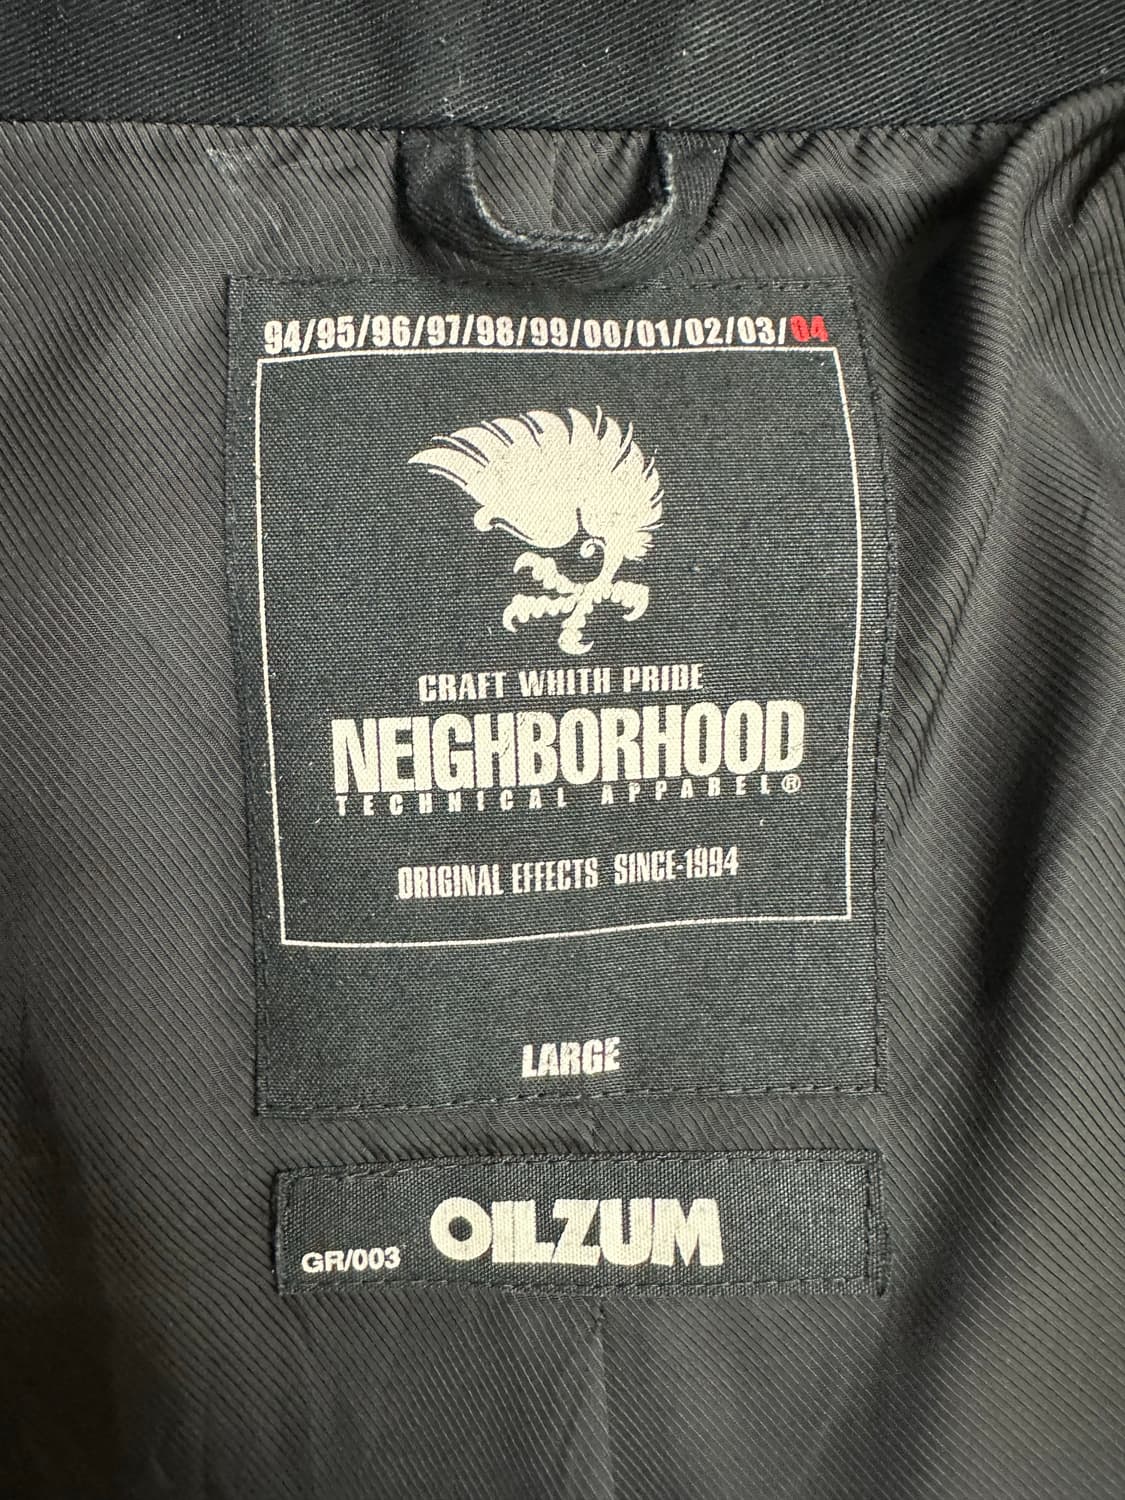 94/95/96/97/98/99/00/01/02/03/04
CRAFT WHITH PRIDE
NEIGHBORHOOD
TECHNICAL APPAREL®
ORIGINAL EFFECTS SINCE-1994
LARGE
GR/003 OILZUM